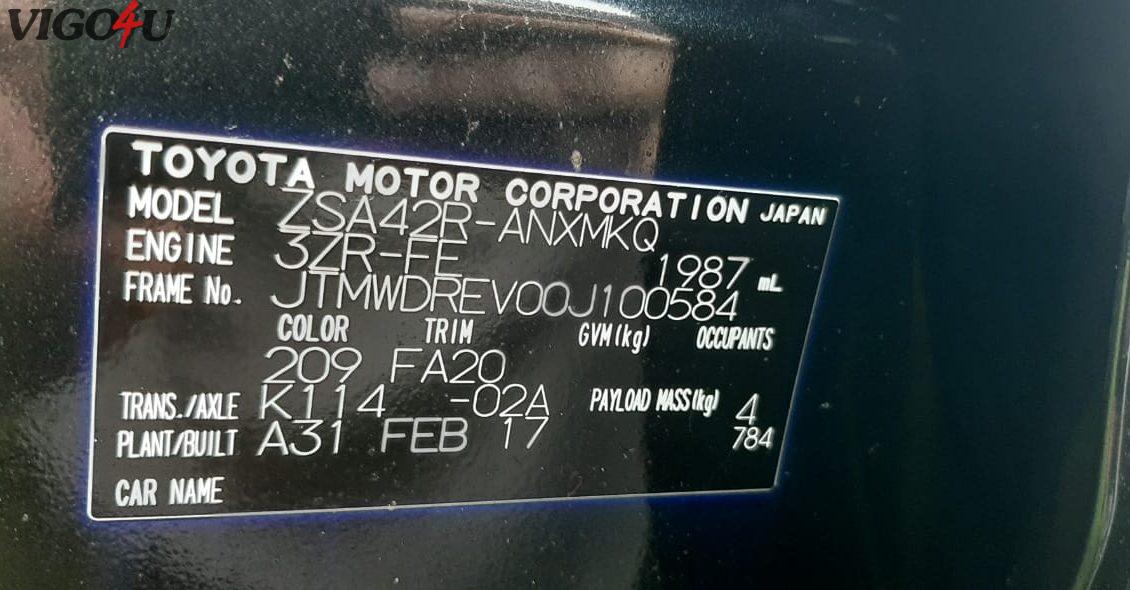 VIGO4U
TOYOTA MOTOR CORPORATION JAPAN
MODEL ZSA42R-ANXMKQ
ENGINE 3ZR-FE 1987 mL
FRAME No. JTMWDREV00J100584
COLOR TRIM GVM(kg) OCCUPANTS
209 FA20
TRANS./AXLE K114 -02A PAYLOAD MASS(kg) 4
PLANT/BUILT A31 FEB 17 784
CAR NAME